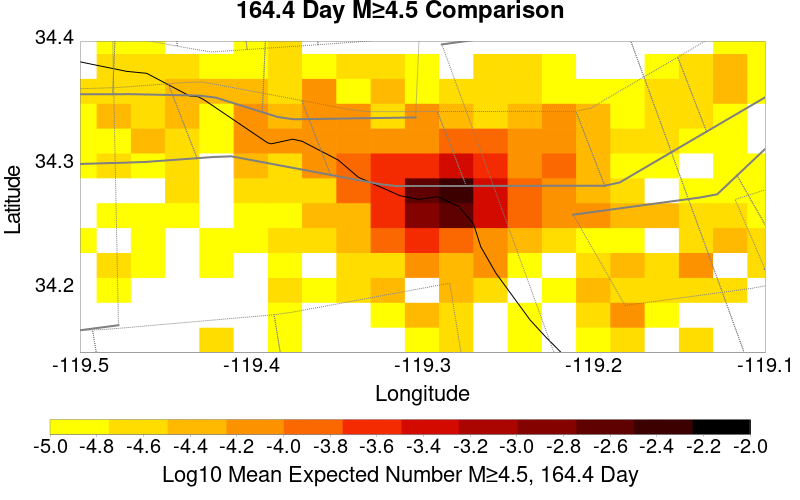 164.4 Day M≥4.5 Comparison
34.4
34.3
34.2
Latitude
-119.5 -119.4 -119.3 -119.2 -119.1
Longitude
-5.0 -4.8 -4.6 -4.4 -4.2 -4.0 -3.8 -3.6 -3.4 -3.2 -3.0 -2.8 -2.6 -2.4 -2.2 -2.0
Log10 Mean Expected Number M≥4.5, 164.4 Day